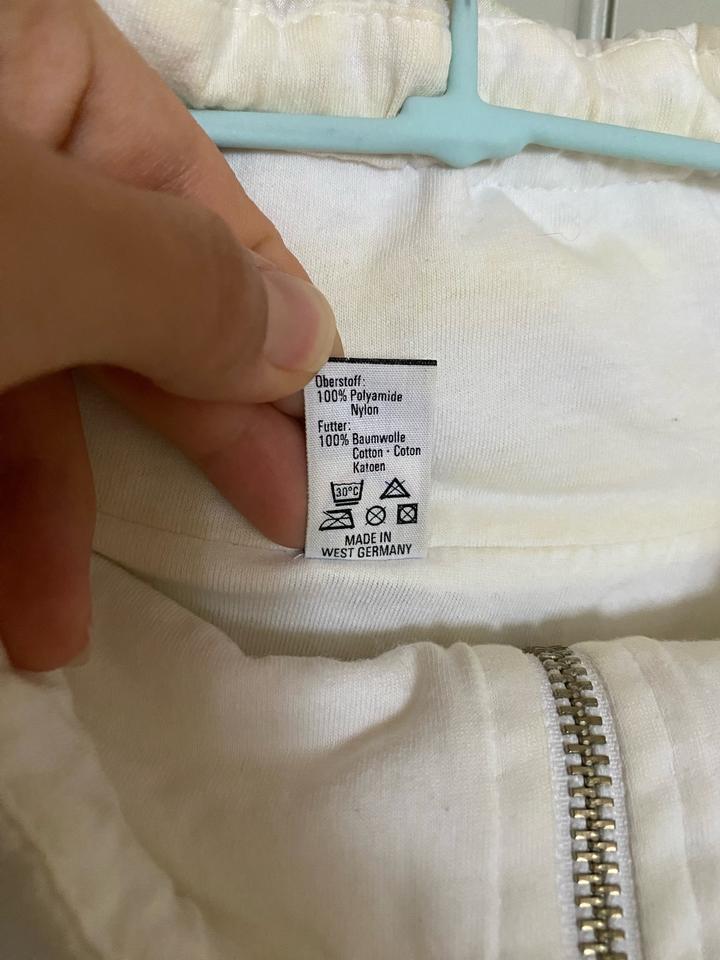 Oberstoff:
100% Polyamide
Nylon
Futter:
100% Baumwolle
Cotton · Coton
Katoen
30°C
MADE IN
WEST GERMANY